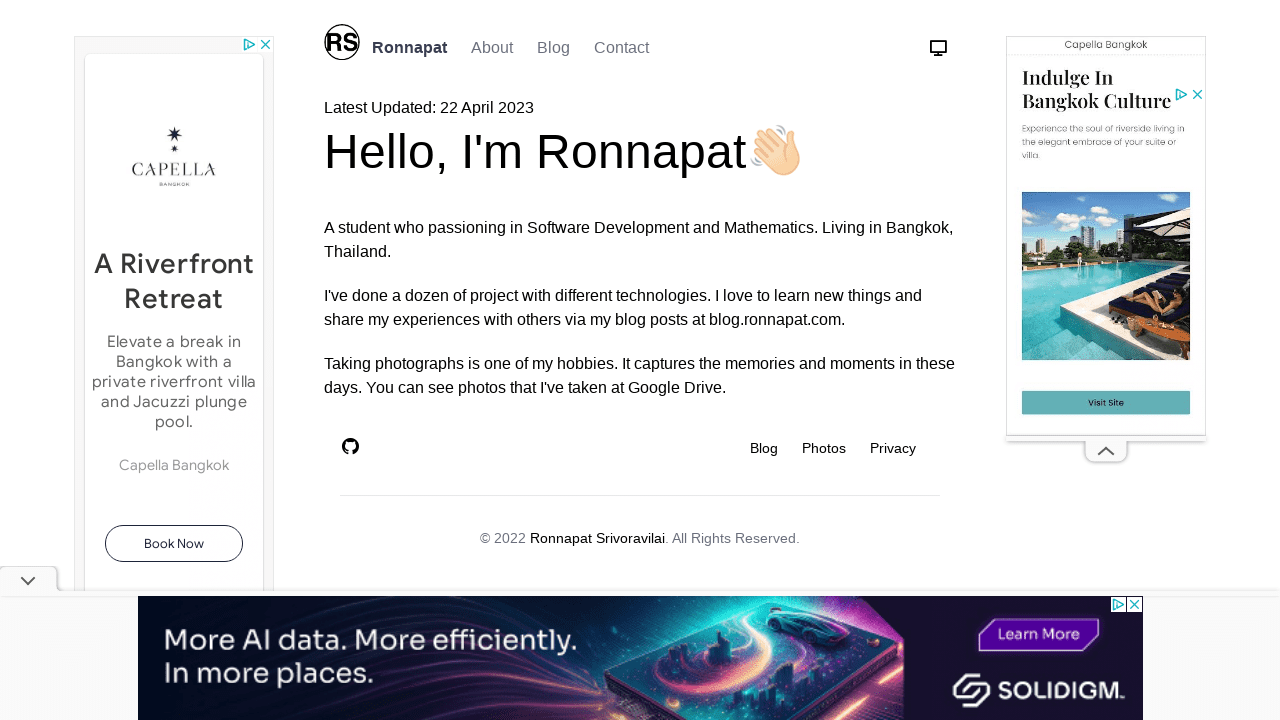 RS
Ronnapat About Blog Contact
Latest Updated: 22 April 2023
Hello, I'm Ronnapat
A student who passioning in Software Development and Mathematics. Living in Bangkok,
Thailand.
I've done a dozen of project with different technologies. I love to learn new things and
share my experiences with others via my blog posts at blog.ronnapat.com.
Taking photographs is one of my hobbies. It captures the memories and moments in these
days. You can see photos that I've taken at Google Drive.
Blog Photos Privacy
© 2022 Ronnapat Srivoravilai. All Rights Reserved.
CAPELLA
BANGKOK
A Riverfront
Retreat
Elevate a break in
Bangkok with a
private riverfront villa
and Jacuzzi plunge
pool.
Capella Bangkok
Book Now
Capella Bangkok
Indulge In
Bangkok Culture
Experience the soul of riverside living in
the elegant embrace of your suite or
villa.
Visit Site
More AI data. More efficiently.
In more places.
Learn More
SOLIDIGM™